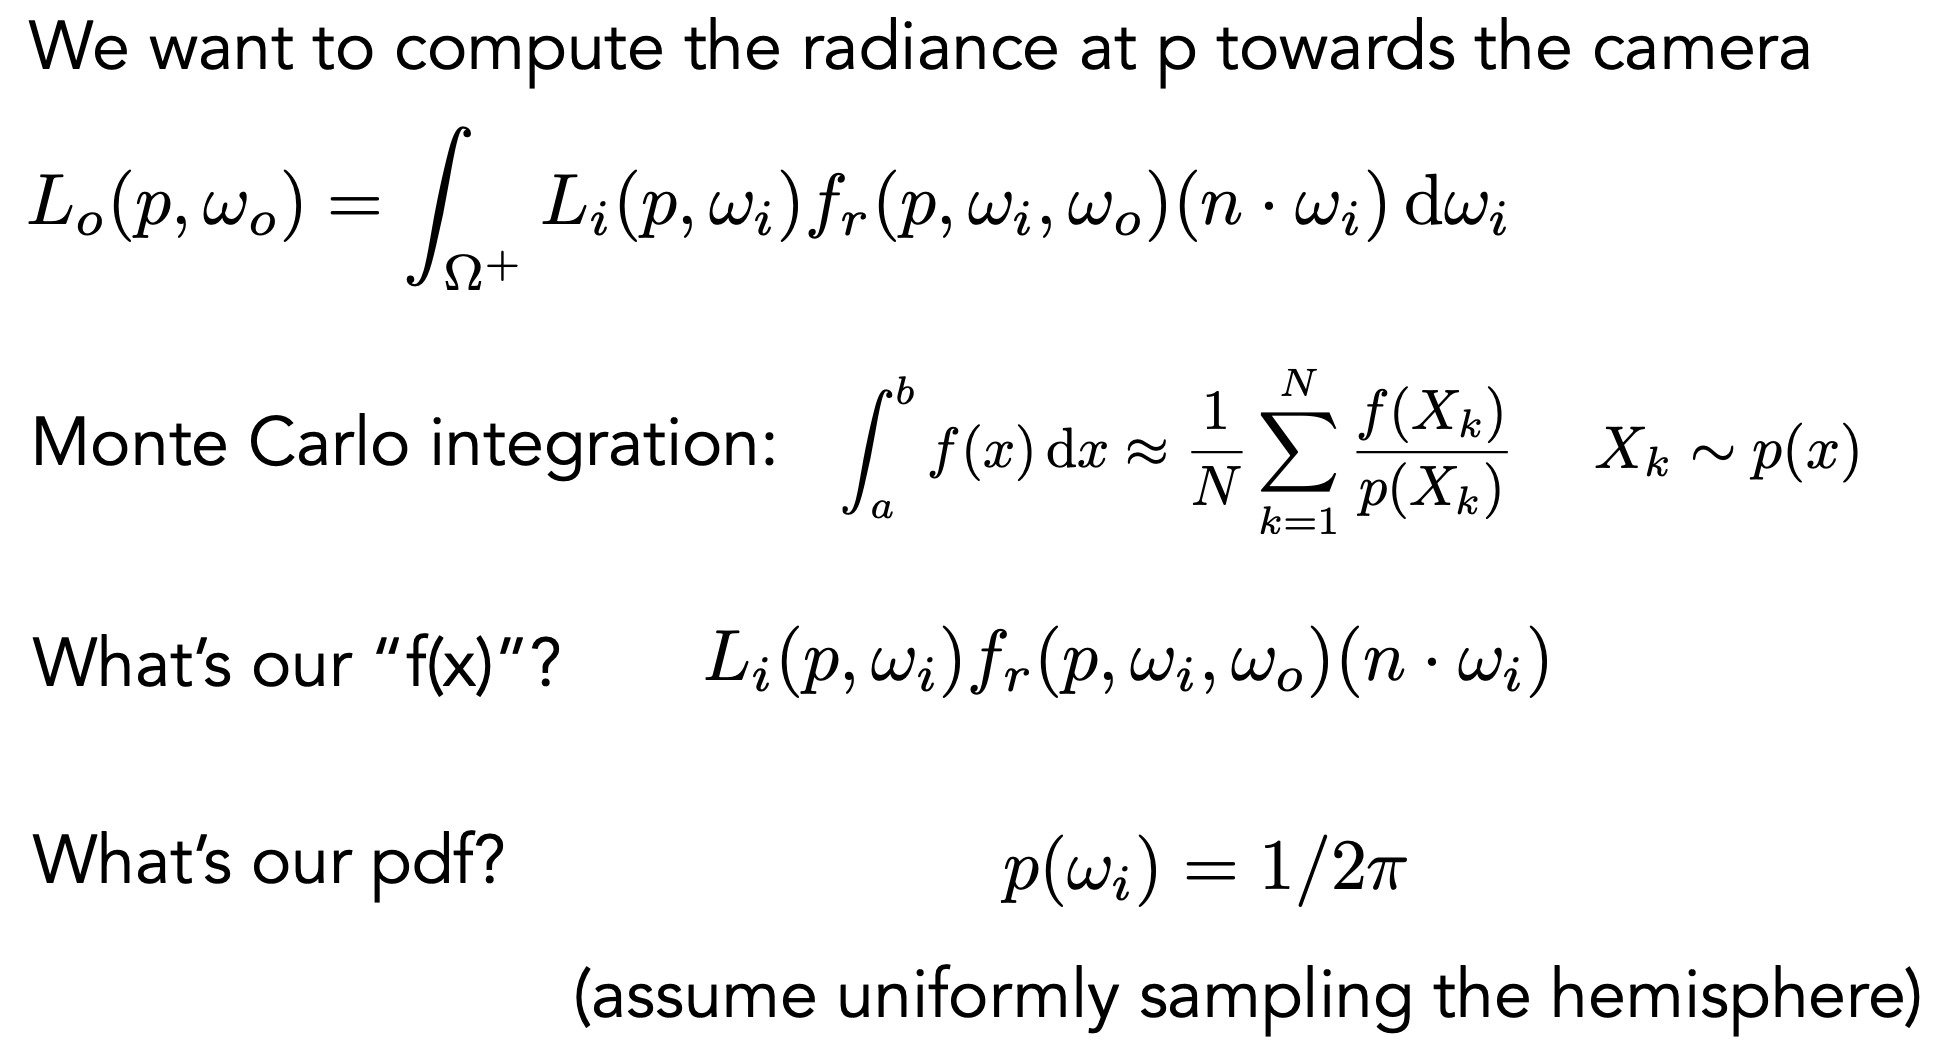 We want to compute the radiance at p towards the camera
$L_o(p, \omega_o) = \int_{\Omega^+} L_i(p, \omega_i) f_r(p, \omega_i, \omega_o)(n \cdot \omega_i) \, \mathrm{d}\omega_i$
Monte Carlo integration: $\int_a^b f(x) \, \mathrm{d}x \approx \frac{1}{N} \sum_{k=1}^{N} \frac{f(X_k)}{p(X_k)}$ $X_k \sim p(x)$
What’s our “f(x)”? $L_i(p, \omega_i) f_r(p, \omega_i, \omega_o)(n \cdot \omega_i)$
What’s our pdf? $p(\omega_i) = 1/2\pi$
(assume uniformly sampling the hemisphere)